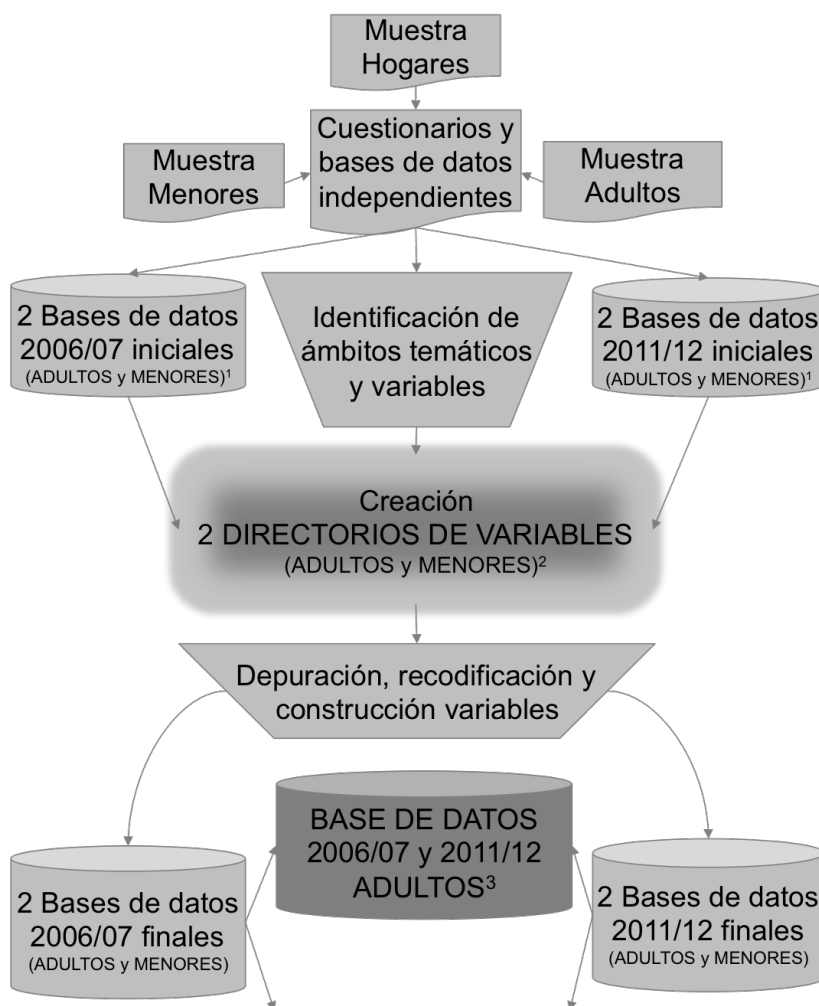 Muestra
Hogares
Cuestionarios y
bases de datos
independientes
Muestra
Menores
Muestra
Adultos
2 Bases de datos
2006/07 iniciales
(ADULTOS y MENORES)¹
Identificación de
ámbitos temáticos
y variables
2 Bases de datos
2011/12 iniciales
(ADULTOS y MENORES)¹
Creación
2 DIRECTORIOS DE VARIABLES
(ADULTOS y MENORES)²
Depuración, recodificación y
construcción variables
BASE DE DATOS
2006/07 y 2011/12
ADULTOS³
2 Bases de datos
2006/07 finales
(ADULTOS y MENORES)
2 Bases de datos
2011/12 finales
(ADULTOS y MENORES)